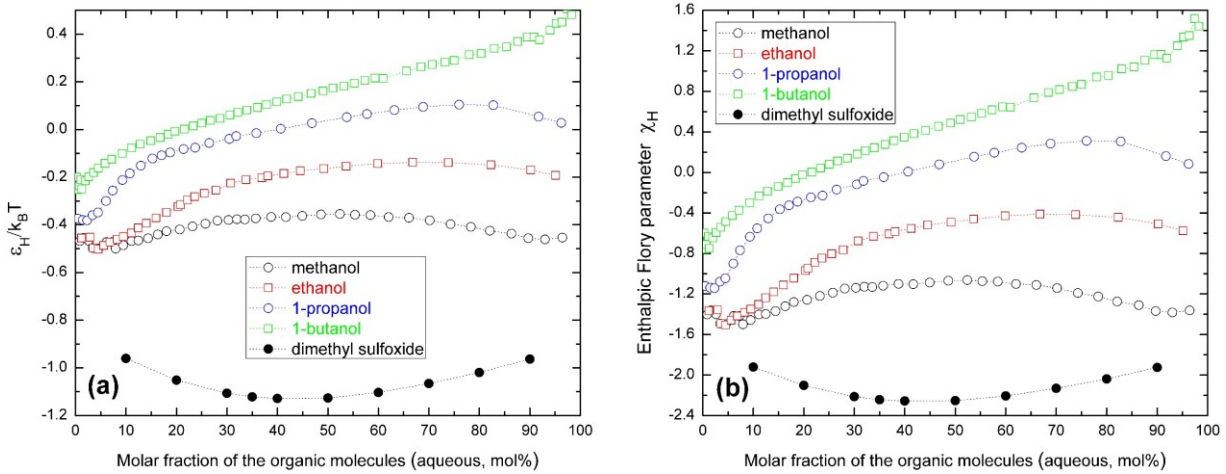 0.4
0.2
0.0
-0.2
-0.4
-0.6
-0.8
-1.0
-1.2
ε_H/k_BT
methanol
ethanol
1-propanol
1-butanol
dimethyl sulfoxide
(a)
0 10 20 30 40 50 60 70 80 90 100
Molar fraction of the organic molecules (aqueous, mol%)
1.6
1.2
0.8
0.4
0.0
-0.4
-0.8
-1.2
-1.6
-2.0
-2.4
Enthalpic Flory parameter χ_H
methanol
ethanol
1-propanol
1-butanol
dimethyl sulfoxide
(b)
0 10 20 30 40 50 60 70 80 90 100
Molar fraction of the organic molecules (aqueous, mol%)